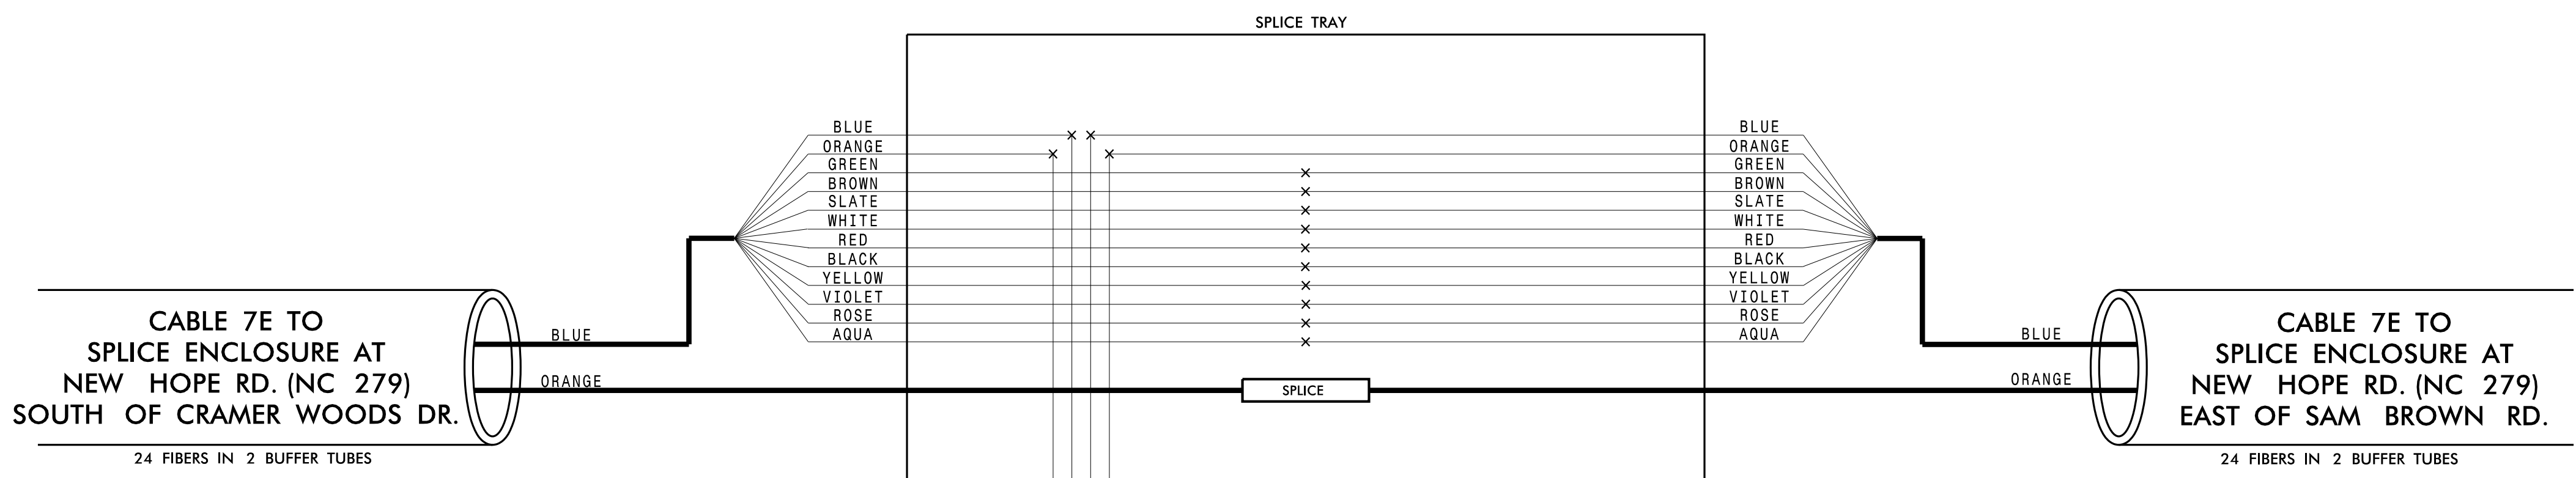 SPLICE TRAY
BLUE
ORANGE
GREEN
BROWN
SLATE
WHITE
RED
BLACK
YELLOW
VIOLET
ROSE
AQUA
BLUE
ORANGE
GREEN
BROWN
SLATE
WHITE
RED
BLACK
YELLOW
VIOLET
ROSE
AQUA
CABLE 7E TO
SPLICE ENCLOSURE AT
NEW HOPE RD. (NC 279)
SOUTH OF CRAMER WOODS DR.
24 FIBERS IN 2 BUFFER TUBES
BLUE
ORANGE
SPLICE
BLUE
ORANGE
CABLE 7E TO
SPLICE ENCLOSURE AT
NEW HOPE RD. (NC 279)
EAST OF SAM BROWN RD.
24 FIBERS IN 2 BUFFER TUBES